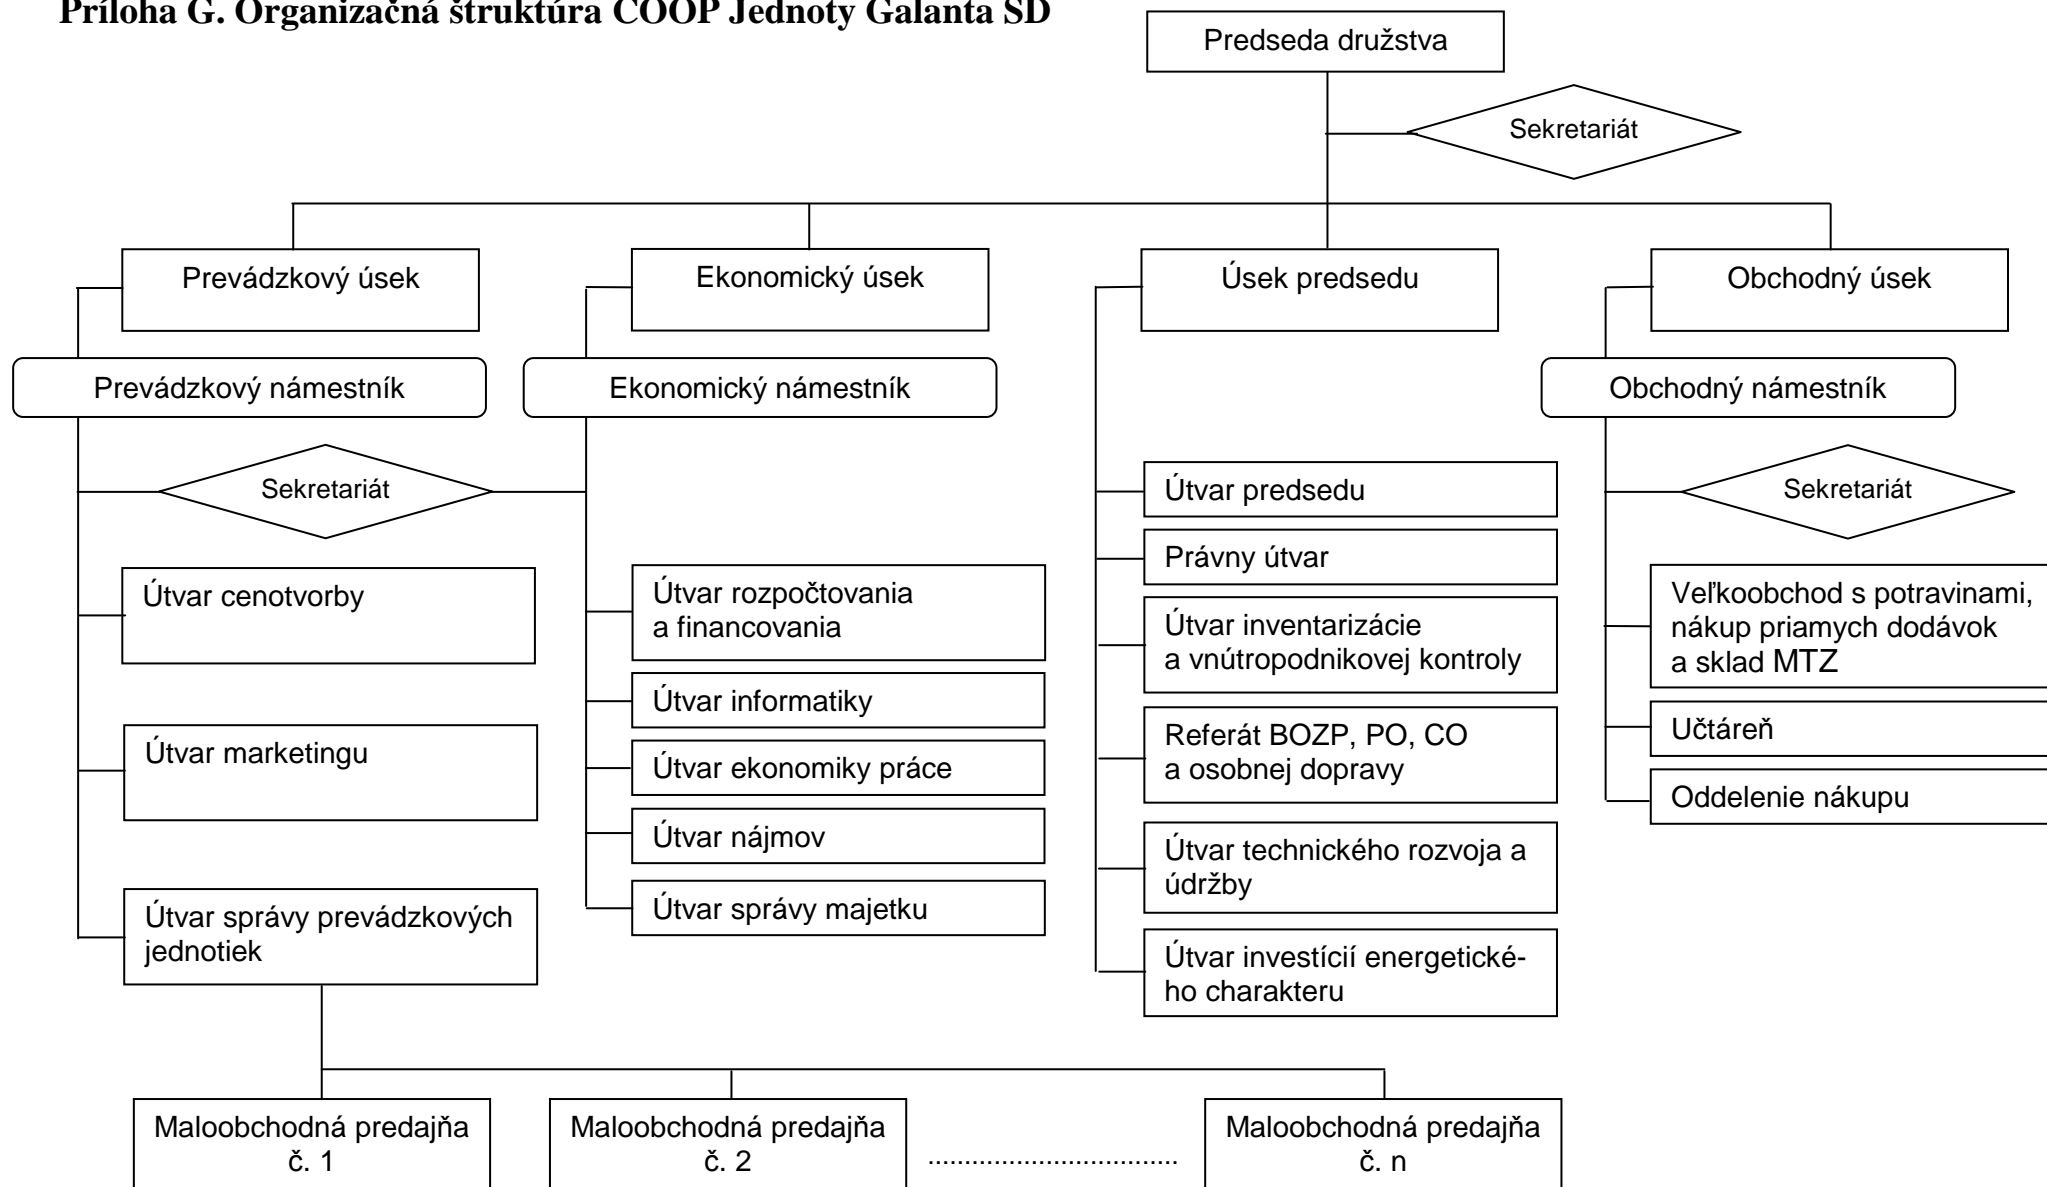 Príloha G. Organizačná štruktúra COOP Jednoty Galanta SD
Predseda družstva
Sekretariát
Prevádzkový úsek
Ekonomický úsek
Úsek predsedu
Obchodný úsek
Prevádzkový námestník
Ekonomický námestník
Obchodný námestník
Sekretariát
Sekretariát
Útvar cenotvorby
Útvar marketingu
Útvar správy prevádzkových
jednotiek
Útvar rozpočtovania
a financovania
Útvar informatiky
Útvar ekonomiky práce
Útvar nájmov
Útvar správy majetku
Útvar predsedu
Právny útvar
Útvar inventarizácie
a vnútropodnikovej kontroly
Referát BOZP, PO, CO
a osobnej dopravy
Útvar technického rozvoja a
údržby
Útvar investícií energetické-
ho charakteru
Veľkoobchod s potravinami,
nákup priamych dodávok
a sklad MTZ
Učtáreň
Oddelenie nákupu
Maloobchodná predajňa
č. 1
Maloobchodná predajňa
č. 2
..................................
Maloobchodná predajňa
č. n